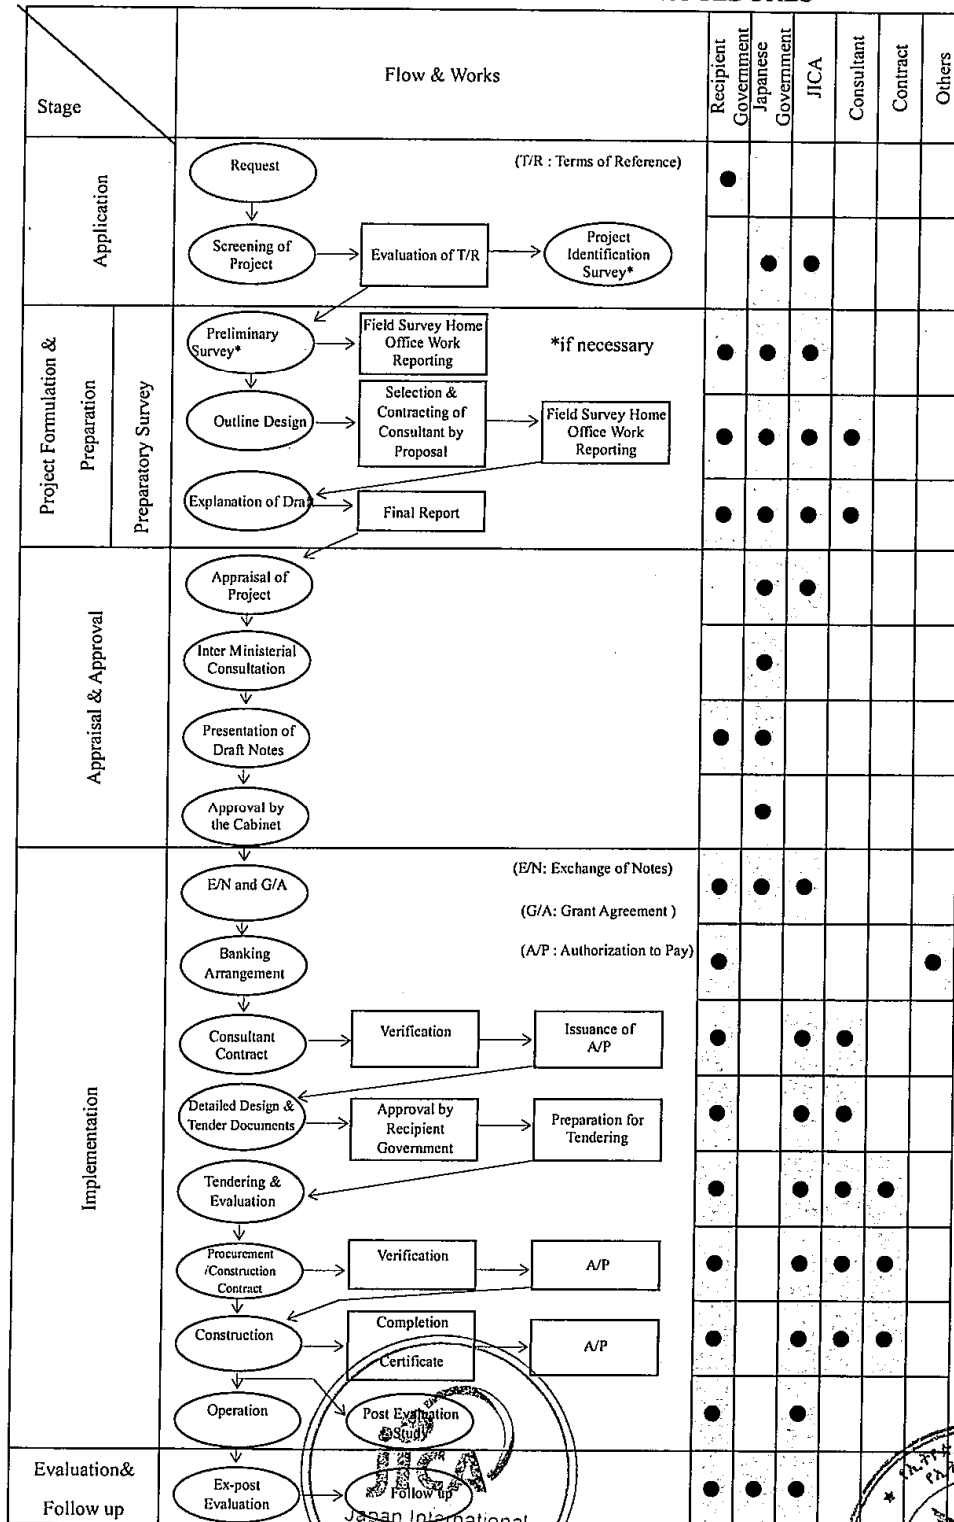 Stage
Flow & Works
Recipient
Government
Japanese
Government
JICA
Consultant
Contract
Others
Application
Request
(T/R : Terms of Reference)
Screening of
Project
Evaluation of T/R
Project
Identification
Survey*
Project Formulation &
Preparation
Preparatory Survey
Preliminary
Survey*
Field Survey Home
Office Work
Reporting
*if necessary
Outline Design
Selection &
Contracting of
Consultant by
Proposal
Field Survey Home
Office Work
Reporting
Explanation of Draft
Final Report
Appraisal & Approval
Appraisal of
Project
Inter Ministerial
Consultation
Presentation of
Draft Notes
Approval by
the Cabinet
Implementation
E/N and G/A
(E/N: Exchange of Notes)
(G/A: Grant Agreement )
(A/P : Authorization to Pay)
Banking
Arrangement
Consultant
Contract
Verification
Issuance of
A/P
Detailed Design &
Tender Documents
Approval by
Recipient
Government
Preparation for
Tendering
Tendering &
Evaluation
Procurement
/Construction
Contract
Verification
A/P
Construction
Completion
Certificate
A/P
Operation
Post Evaluation
Study
JICA
Evaluation&
Follow up
Ex-post
Evaluation
Follow up
Japan International